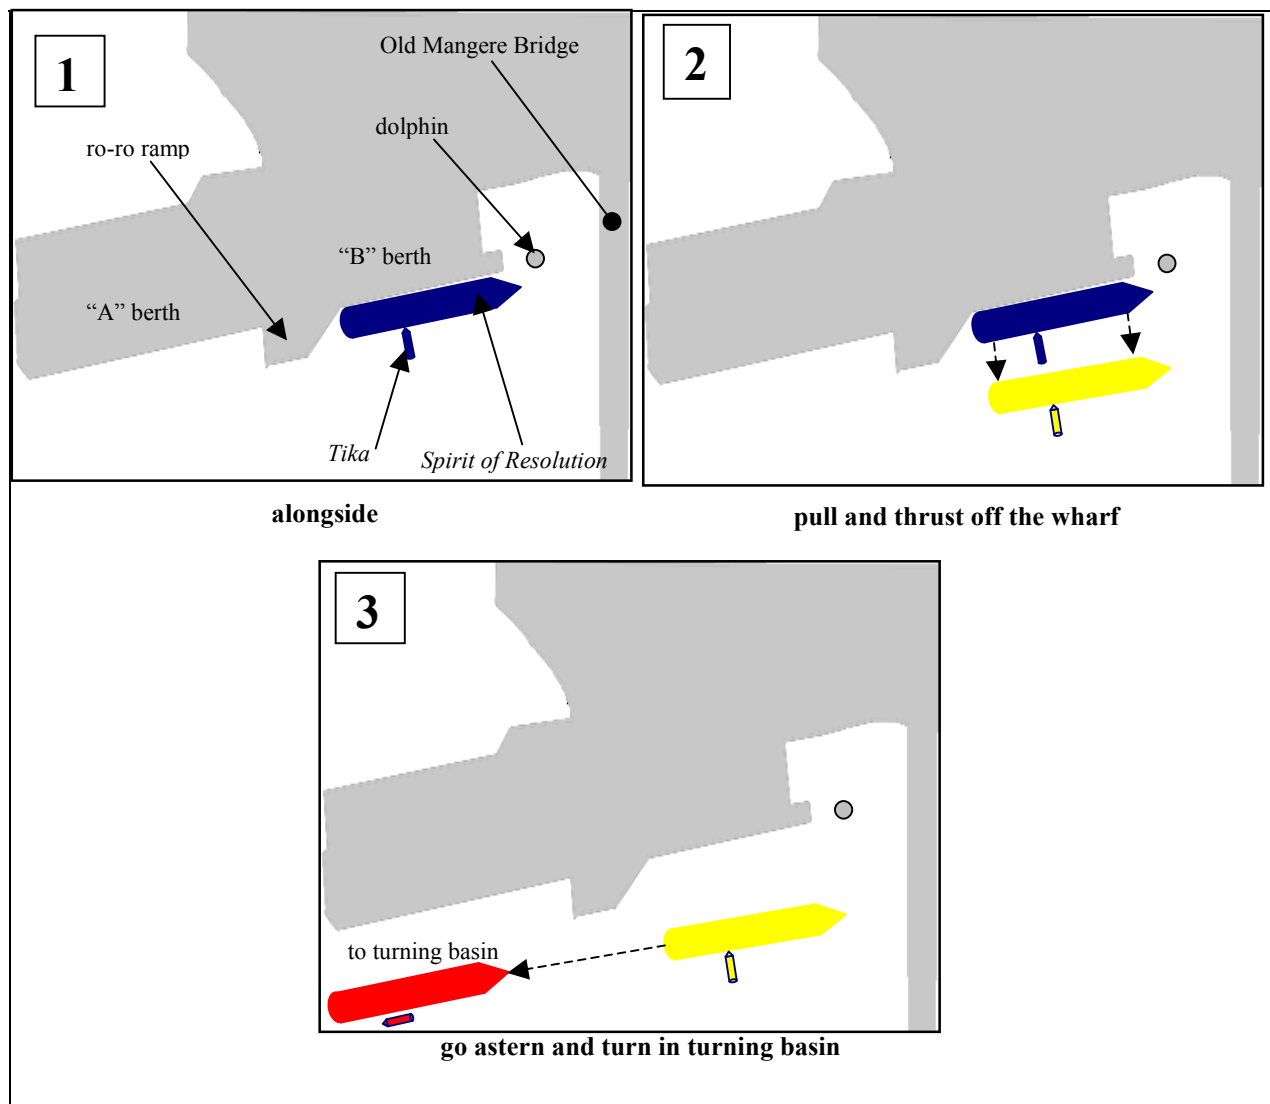 1
Old Mangere Bridge
dolphin
ro-ro ramp
“B” berth
“A” berth
Tika
Spirit of Resolution
alongside
2
pull and thrust off the wharf
3
to turning basin
go astern and turn in turning basin